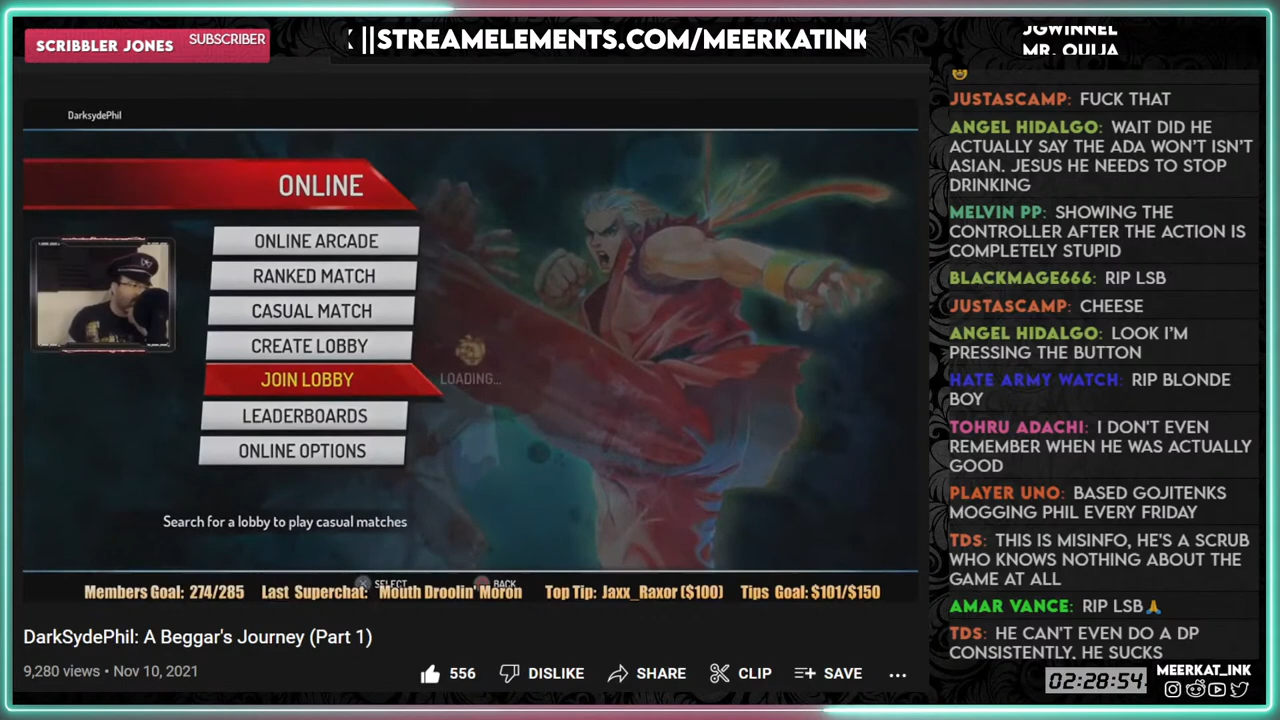 SCRIBBLER JONES SUBSCRIBER
||STREAMELEMENTS.COM/MEERKATINK
JGWINNEL
MR. OUIJA
DarksydePhil
ONLINE
ONLINE ARCADE
RANKED MATCH
CASUAL MATCH
CREATE LOBBY
JOIN LOBBY
LOADING...
LEADERBOARDS
ONLINE OPTIONS
Search for a lobby to play casual matches
SELECT
BACK
Members Goal: 274/285 Last Superchat: Mouth Droolin' Moron Top Tip: Jaxx_Raxor ($100) Tips Goal: $101/$150
DarkSydePhil: A Beggar's Journey (Part 1)
9,280 views • Nov 10, 2021
556 DISLIKE SHARE CLIP SAVE ...
JUSTASCAMP: FUCK THAT
ANGEL HIDALGO: WAIT DID HE
ACTUALLY SAY THE ADA WON'T ISN'T
ASIAN. JESUS HE NEEDS TO STOP
DRINKING
MELVIN PP: SHOWING THE
CONTROLLER AFTER THE ACTION IS
COMPLETELY STUPID
BLACKMAGE666: RIP LSB
JUSTASCAMP: CHEESE
ANGEL HIDALGO: LOOK I'M
PRESSING THE BUTTON
HATE ARMY WATCH: RIP BLONDE
BOY
TOHRU ADACHI: I DON'T EVEN
REMEMBER WHEN HE WAS ACTUALLY
GOOD
PLAYER UNO: BASED GOJITENKS
MOGGING PHIL EVERY FRIDAY
TDS: THIS IS MISINFO, HE'S A SCRUB
WHO KNOWS NOTHING ABOUT THE
GAME AT ALL
AMAR VANCE: RIP LSB🙏
TDS: HE CAN'T EVEN DO A DP
CONSISTENTLY, HE SUCKS
02:28:54
MEERKAT_INK